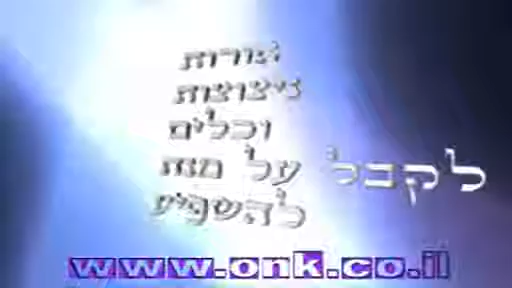 אורות
ניצוצות
וכלים
לקבל על מנת
להשפיע
www.onk.co.il